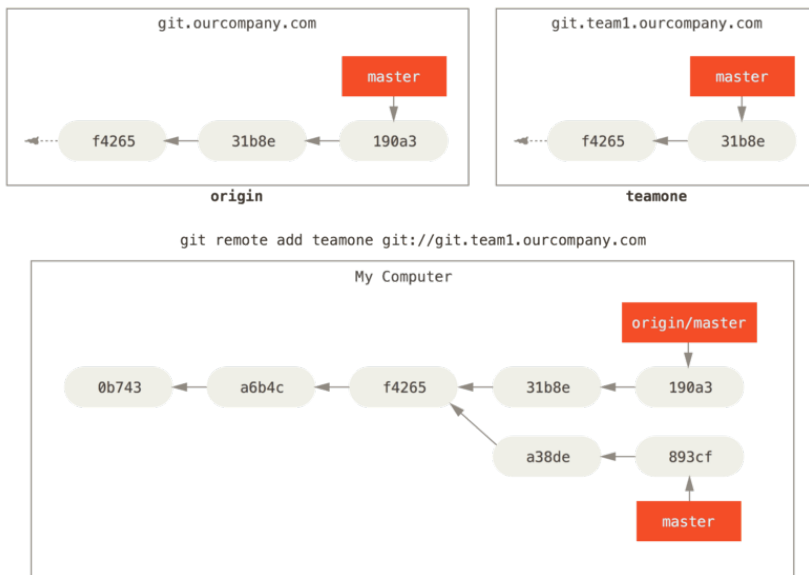 git.ourcompany.com
master
f4265 31b8e 190a3
origin
git.team1.ourcompany.com
master
f4265 31b8e
teamone
git remote add teamone git://git.team1.ourcompany.com
My Computer
origin/master
0b743 a6b4c f4265 31b8e 190a3
a38de 893cf
master